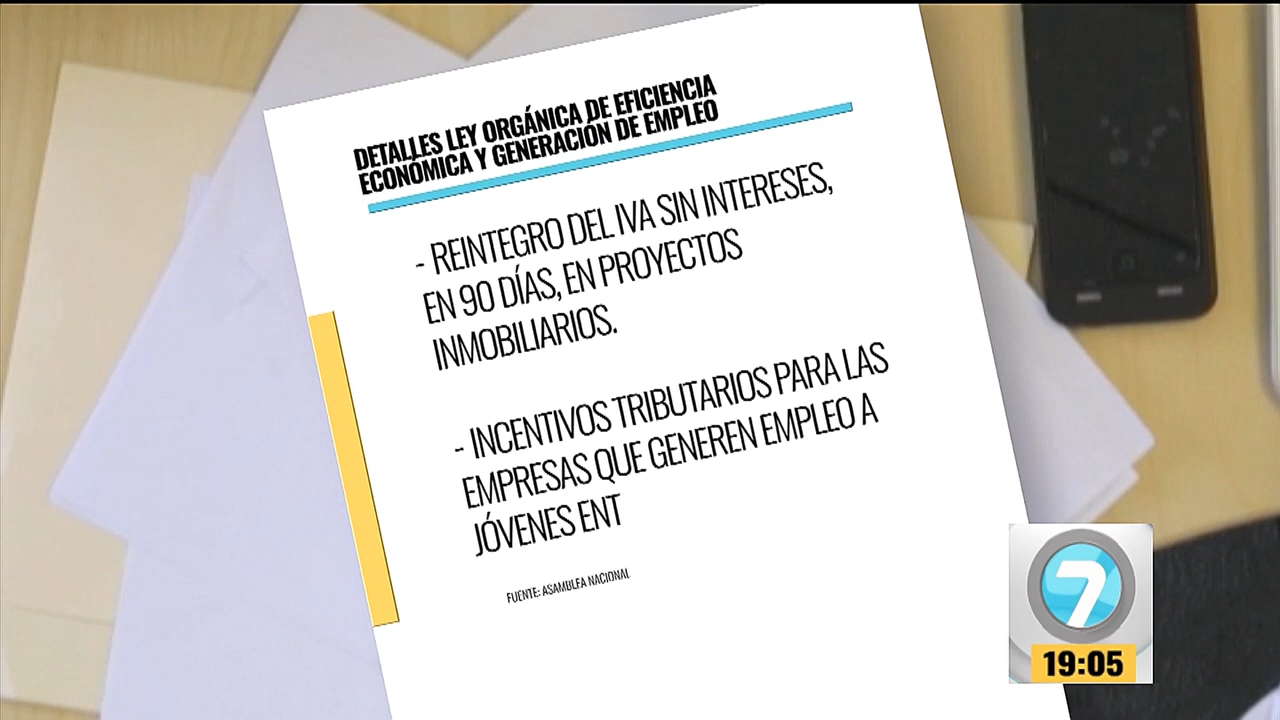 DETALLES LEY ORGÁNICA DE EFICIENCIA
ECONÓMICA Y GENERACIÓN DE EMPLEO
- REINTEGRO DEL IVA SIN INTERESES,
EN 90 DÍAS, EN PROYECTOS
INMOBILIARIOS.
- INCENTIVOS TRIBUTARIOS PARA LAS
EMPRESAS QUE GENEREN EMPLEO A
JÓVENES ENT
FUENTE: ASAMBLEA NACIONAL
7
19:05